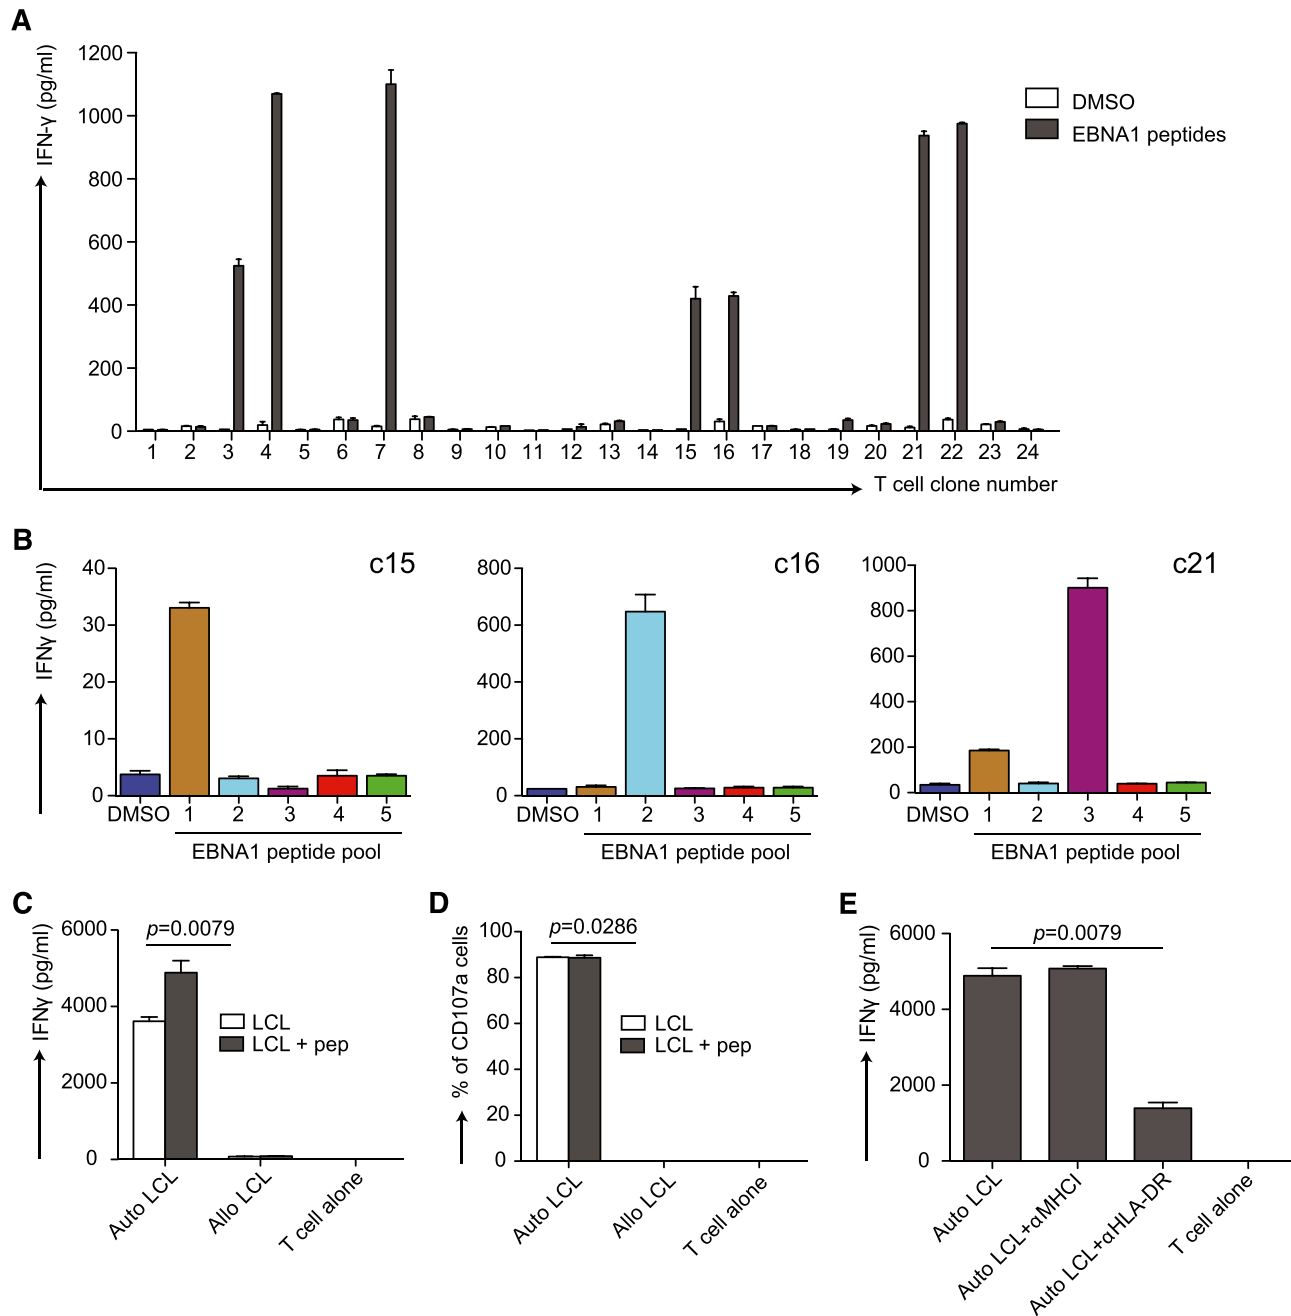 A
IFN-γ (pg/ml)
1200
1000
800
600
400
200
0
1 2 3 4 5 6 7 8 9 10 11 12 13 14 15 16 17 18 19 20 21 22 23 24
T cell clone number
DMSO
EBNA1 peptides
B
IFNγ (pg/ml)
c15
40
30
20
10
0
DMSO 1 2 3 4 5
EBNA1 peptide pool
c16
800
600
400
200
0
DMSO 1 2 3 4 5
EBNA1 peptide pool
c21
1000
800
600
400
200
0
DMSO 1 2 3 4 5
EBNA1 peptide pool
C
IFNγ (pg/ml)
6000
4000
2000
0
p=0.0079
LCL
LCL + pep
Auto LCL
Allo LCL
T cell alone
D
% of CD107a cells
100
80
60
40
20
0
p=0.0286
LCL
LCL + pep
Auto LCL
Allo LCL
T cell alone
E
IFNγ (pg/ml)
6000
4000
2000
0
p=0.0079
Auto LCL
Auto LCL+αMHCI
Auto LCL+αHLA-DR
T cell alone